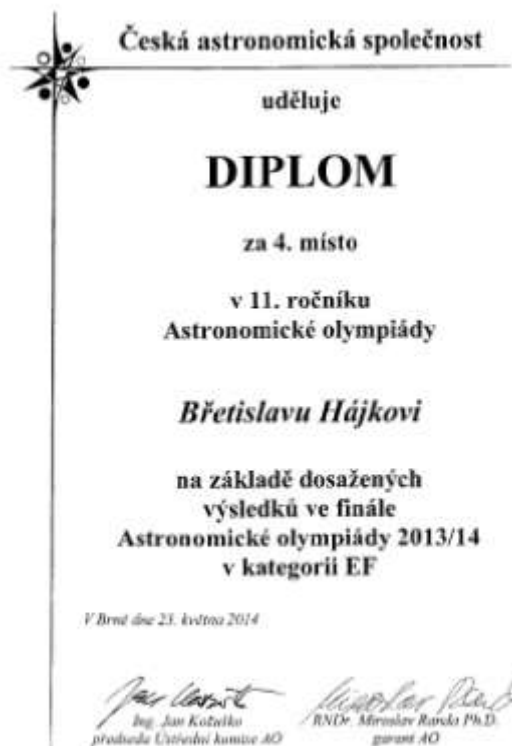 Česká astronomická společnost
uděluje
DIPLOM
za 4. místo
v 11. ročníku
Astronomické olympiády
Břetislavu Hájkovi
na základě dosažených
výsledků ve finále
Astronomické olympiády 2013/14
v kategorii EF
V Brně dne 23. května 2014
Ing. Jan Kožuško
předseda Ústřední komise AO
RNDr. Miroslav Randa Ph.D.
garant AO